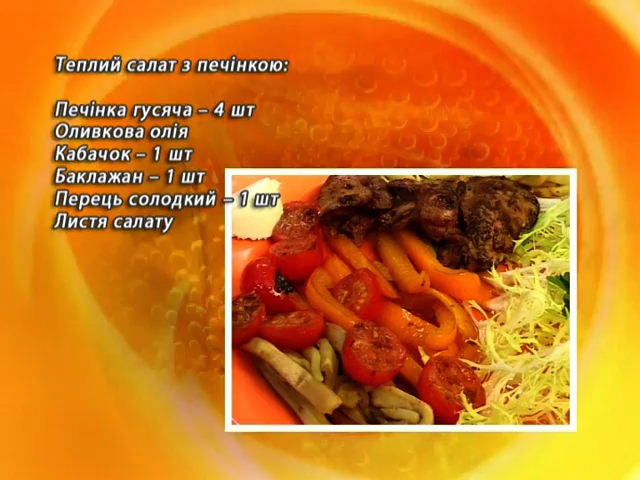 Теплий салат з печінкою:
Печінка гусяча – 4 шт
Оливкова олія
Кабачок – 1 шт
Баклажан – 1 шт
Перець солодкий – 1 шт
Листя салату